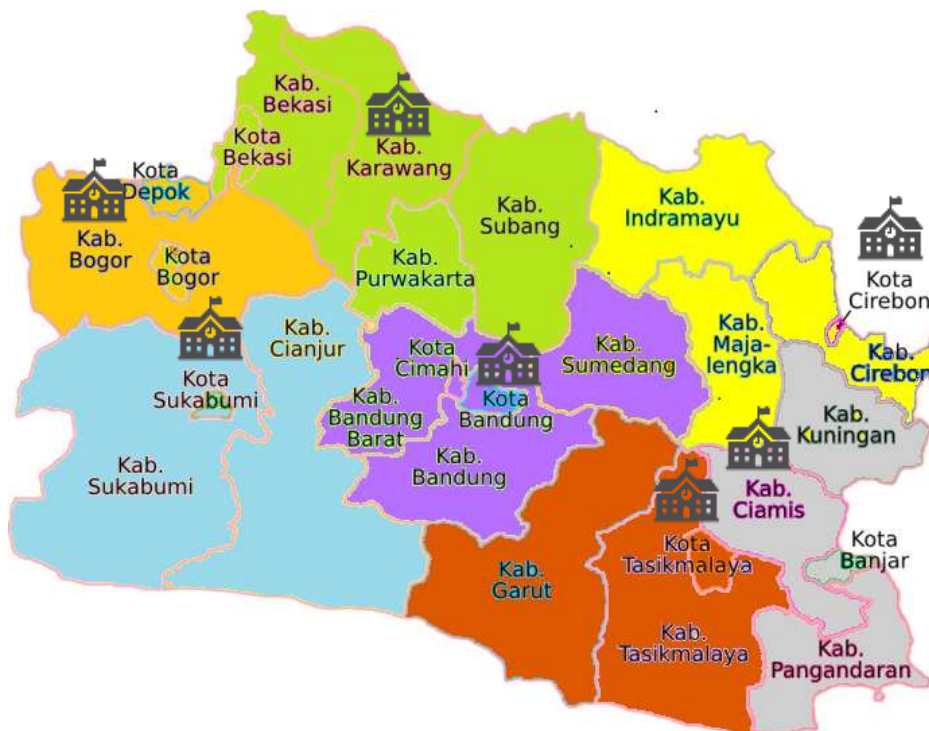 Kab.
Bekasi
Kota
Bekasi
Kab.
Karawang
Kota
Depok
Kab.
Bogor
Kota
Bogor
Kab.
Subang
Kab.
Purwakarta
Kab.
Indramayu
Kota
Cirebon
Kab.
Cianjur
Kota
Cimahi
Kab.
Sumedang
Kab.
Maja-
lengka
Kab.
Cirebon
Kota
Sukabumi
Kab.
Bandung
Barat
Kota
Bandung
Kab.
Kuningan
Kab.
Sukabumi
Kab.
Bandung
Kab.
Ciamis
Kota
Tasikmalaya
Kota
Banjar
Kab.
Garut
Kab.
Tasikmalaya
Kab.
Pangandaran